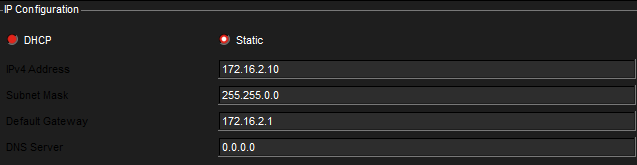 IP Configuration
DHCP Static
IPv4 Address 172.16.2.10
Subnet Mask 255.255.0.0
Default Gateway 172.16.2.1
DNS Server 0.0.0.0